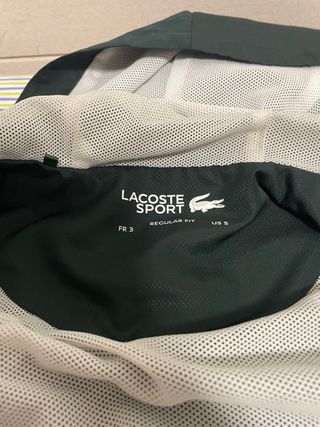 LACOSTE
SPORT
FR 3 REGULAR FIT US S